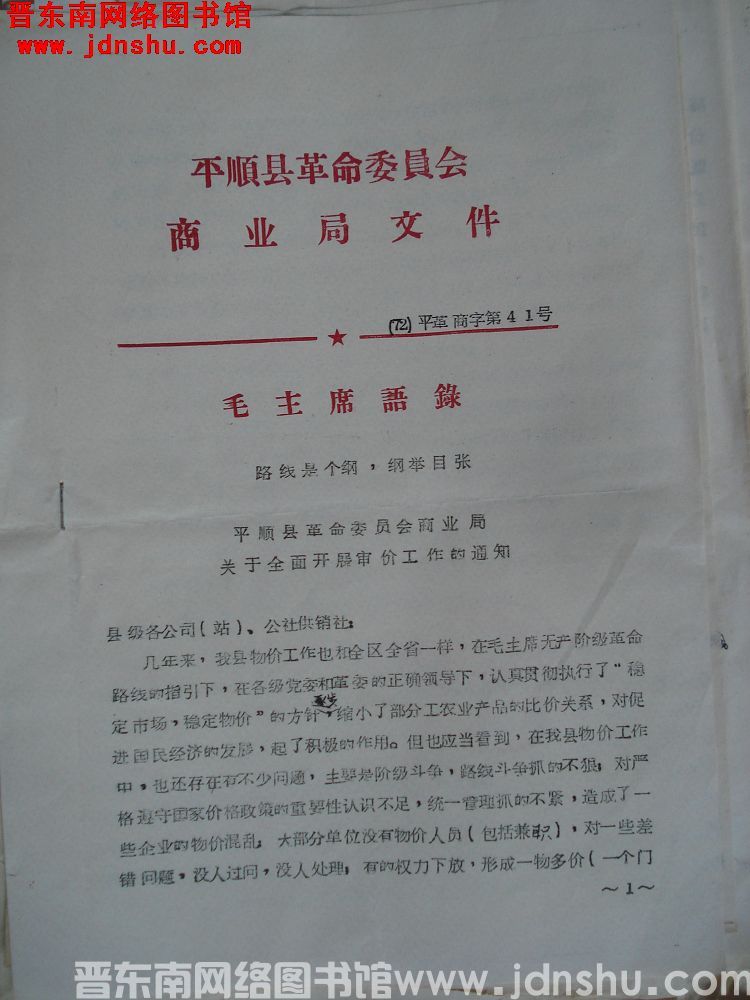 晋东南网络图书馆
www.jdnshu.com
平順县革命委員会
商业局文件
(72)平革商字第41号
毛主席語錄
路线是个纲，纲举目张
平顺县革命委员会商业局
关于全面开展审价工作的通知
县级各公司(站)、公社供销社：
几年来，我县物价工作也和全区全省一样，在毛主席无产阶级革命
路线的指引下，在各级党委和革委的正确领导下，认真贯彻执行了"稳
定市场，稳定物价"的方针，逐步缩小了部分工农业产品的比价关系，对促
进国民经济的发展，起了积极的作用。但也应当看到，在我县物价工作
中，也还存在有不少问题，主要是阶级斗争，路线斗争抓的不狠；对严
格遵守国家价格政策的重要性认识不足，统一管理抓的不紧，造成了一
些企业的物价混乱；大部分单位没有物价人员(包括兼职)，对一些差
错问题，没人过问，没人处理；有的权力下放，形成一物多价(一个门
～1～
晋东南网络图书馆www.jdnshu.com